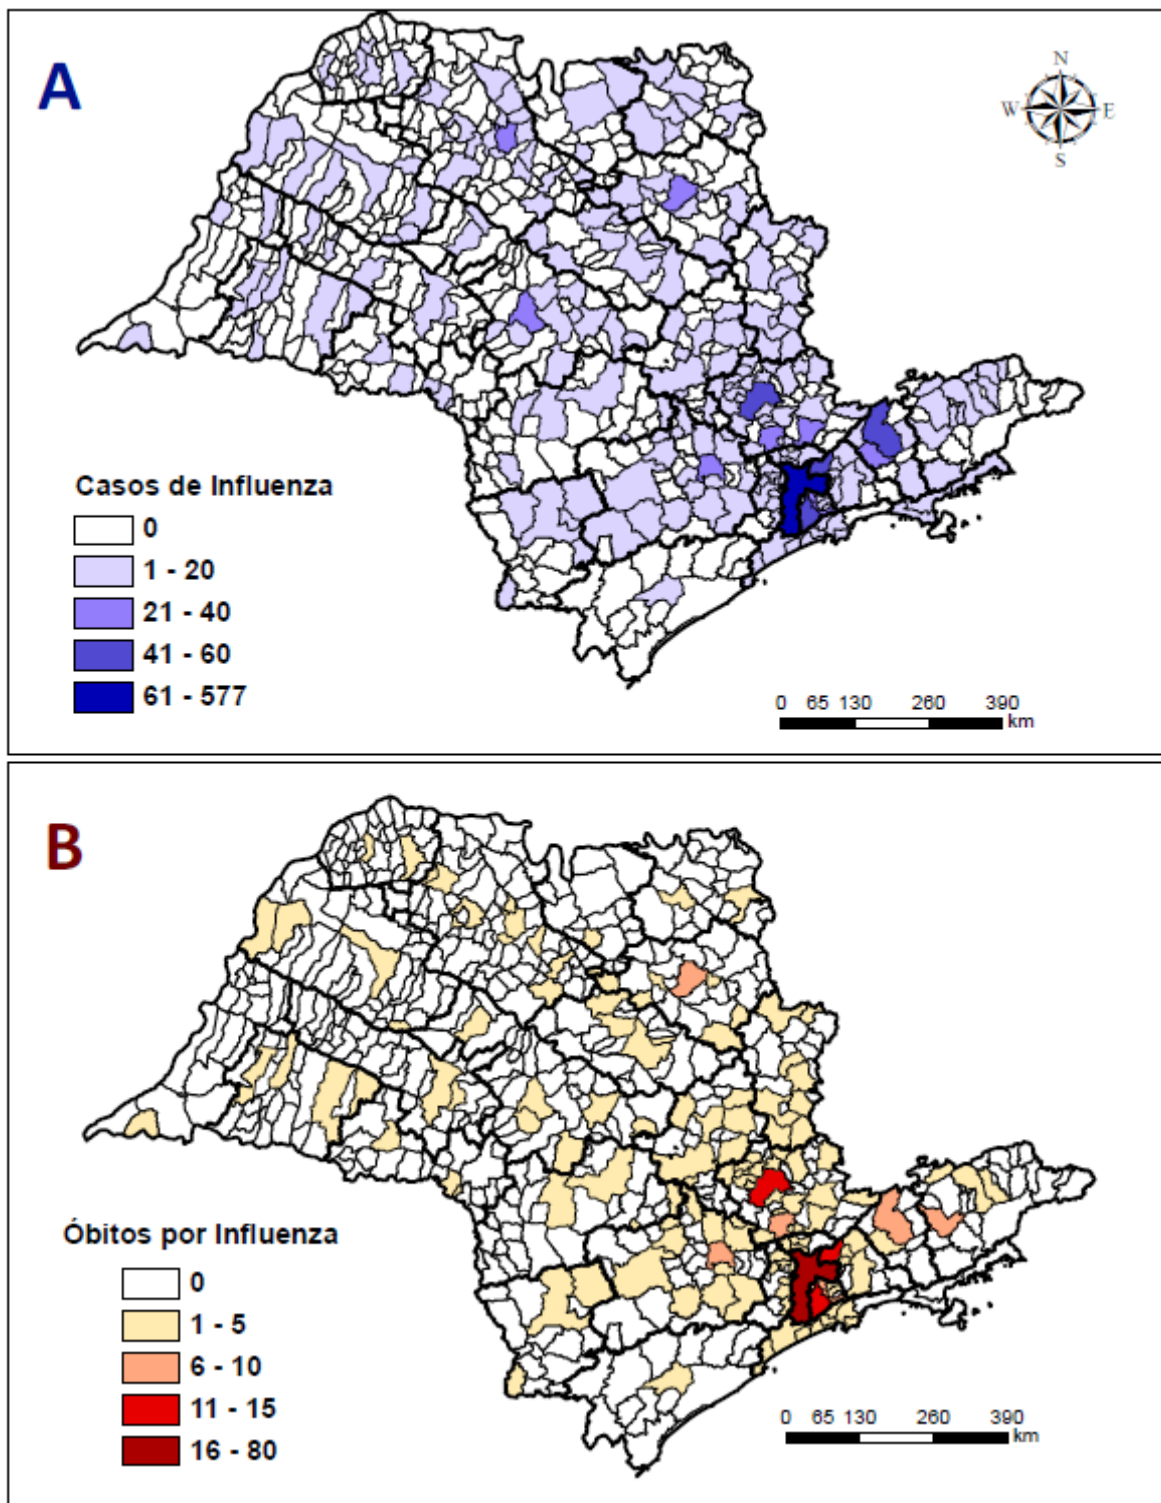 A
N
W E
S
Casos de Influenza
0
1 - 20
21 - 40
41 - 60
61 - 577
0 65 130 260 390
km
B
Óbitos por Influenza
0
1 - 5
6 - 10
11 - 15
16 - 80
0 65 130 260 390
km